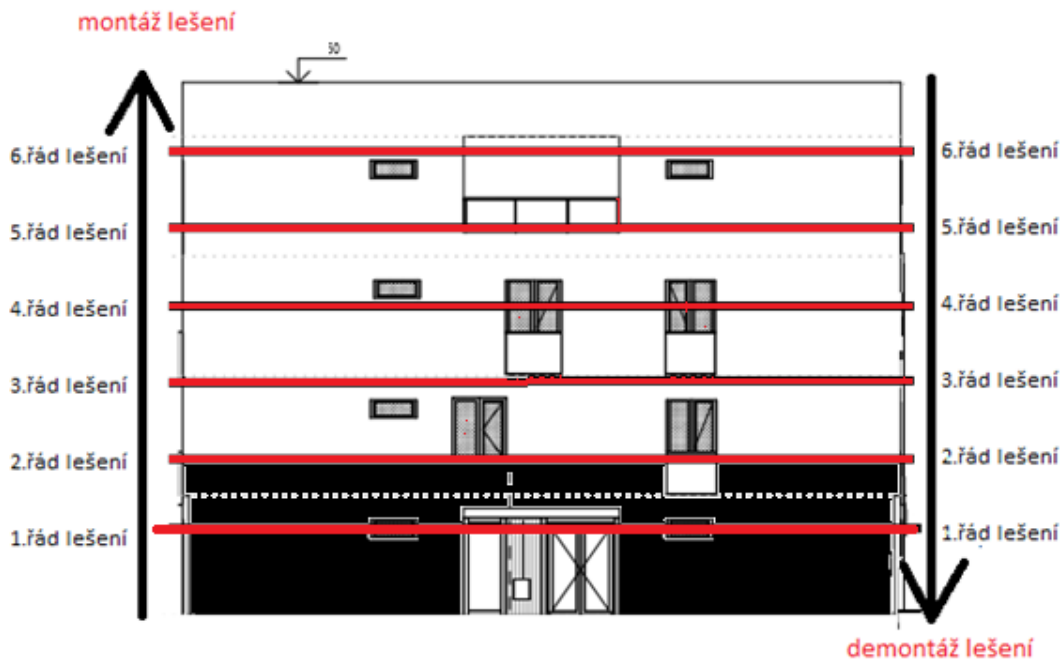 montáž lešení
50
6.řád lešení
6.řád lešení
5.řád lešení
5.řád lešení
4.řád lešení
4.řád lešení
3.řád lešení
3.řád lešení
2.řád lešení
2.řád lešení
1.řád lešení
1.řád lešení
demontáž lešení